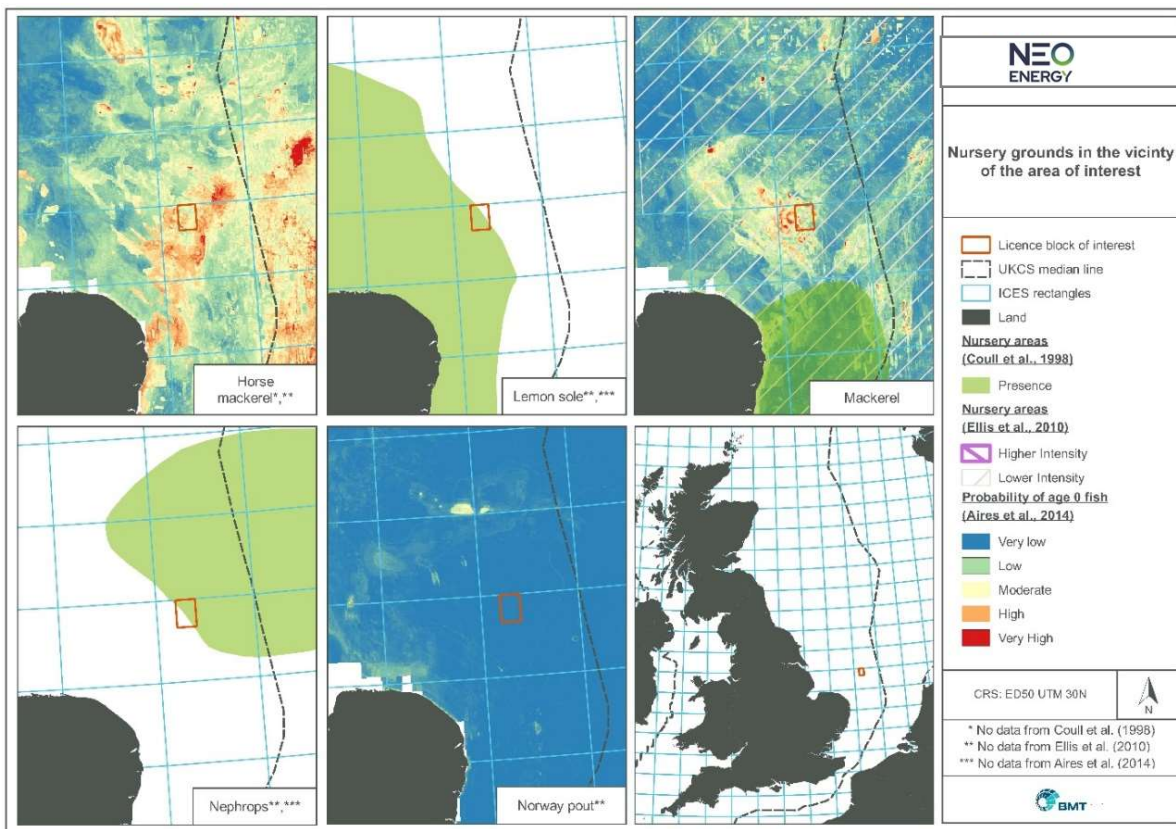 Horse
mackerel*,**
Lemon sole**,***
Mackerel
Nephrops**,***
Norway pout**
NEO
ENERGY
Nursery grounds in the vicinty
of the area of interest
Licence block of interest
UKCS median line
ICES rectangles
Land
Nursery areas
(Coull et al., 1998)
Presence
Nursery areas
(Ellis et al., 2010)
Higher Intensity
Lower Intensity
Probability of age 0 fish
(Aires et al., 2014)
Very low
Low
Moderate
High
Very High
CRS: ED50 UTM 30N
N
* No data from Coull et al. (1998)
** No data from Ellis et al. (2010)
*** No data from Aires et al. (2014)
BMT